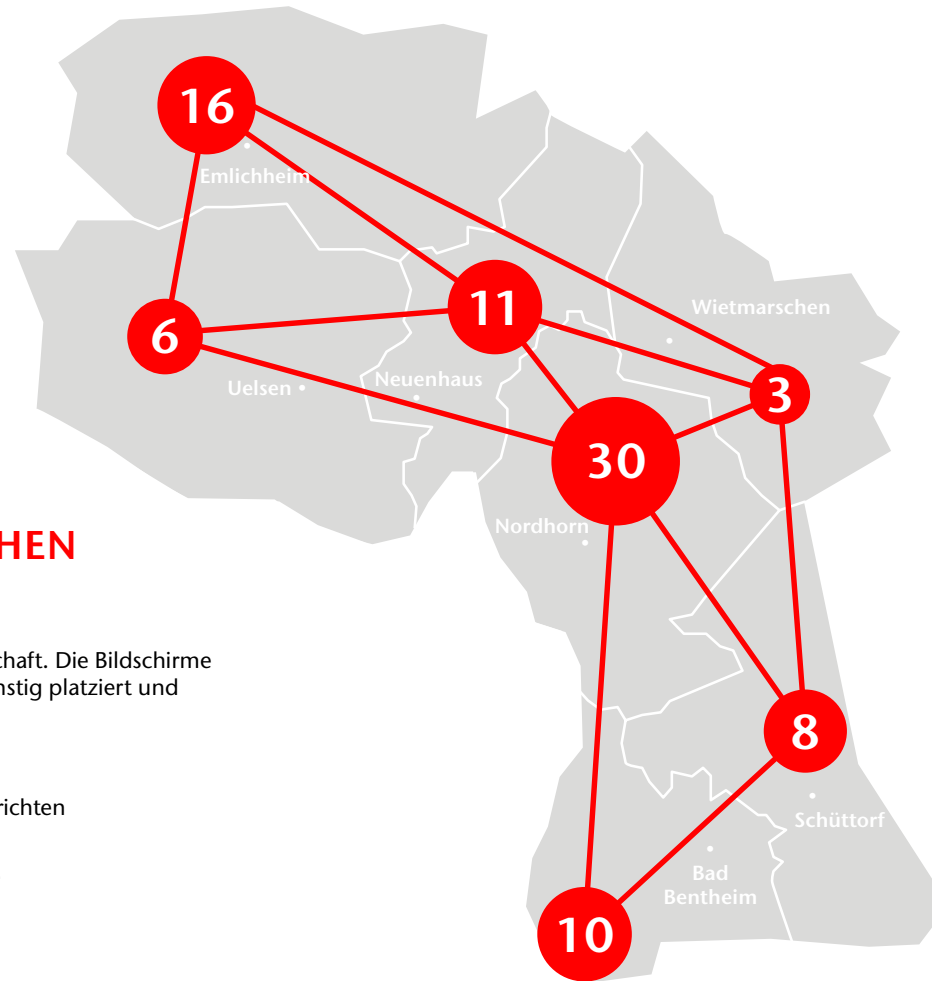 16
Emlichheim
11
Wietmarschen
6
Neuenhaus
Uelsen
3
30
Nordhorn
HEN
chaft. Die Bildschirme
nstig platziert und
8
richten
Schüttorf
Bad
Bentheim
10